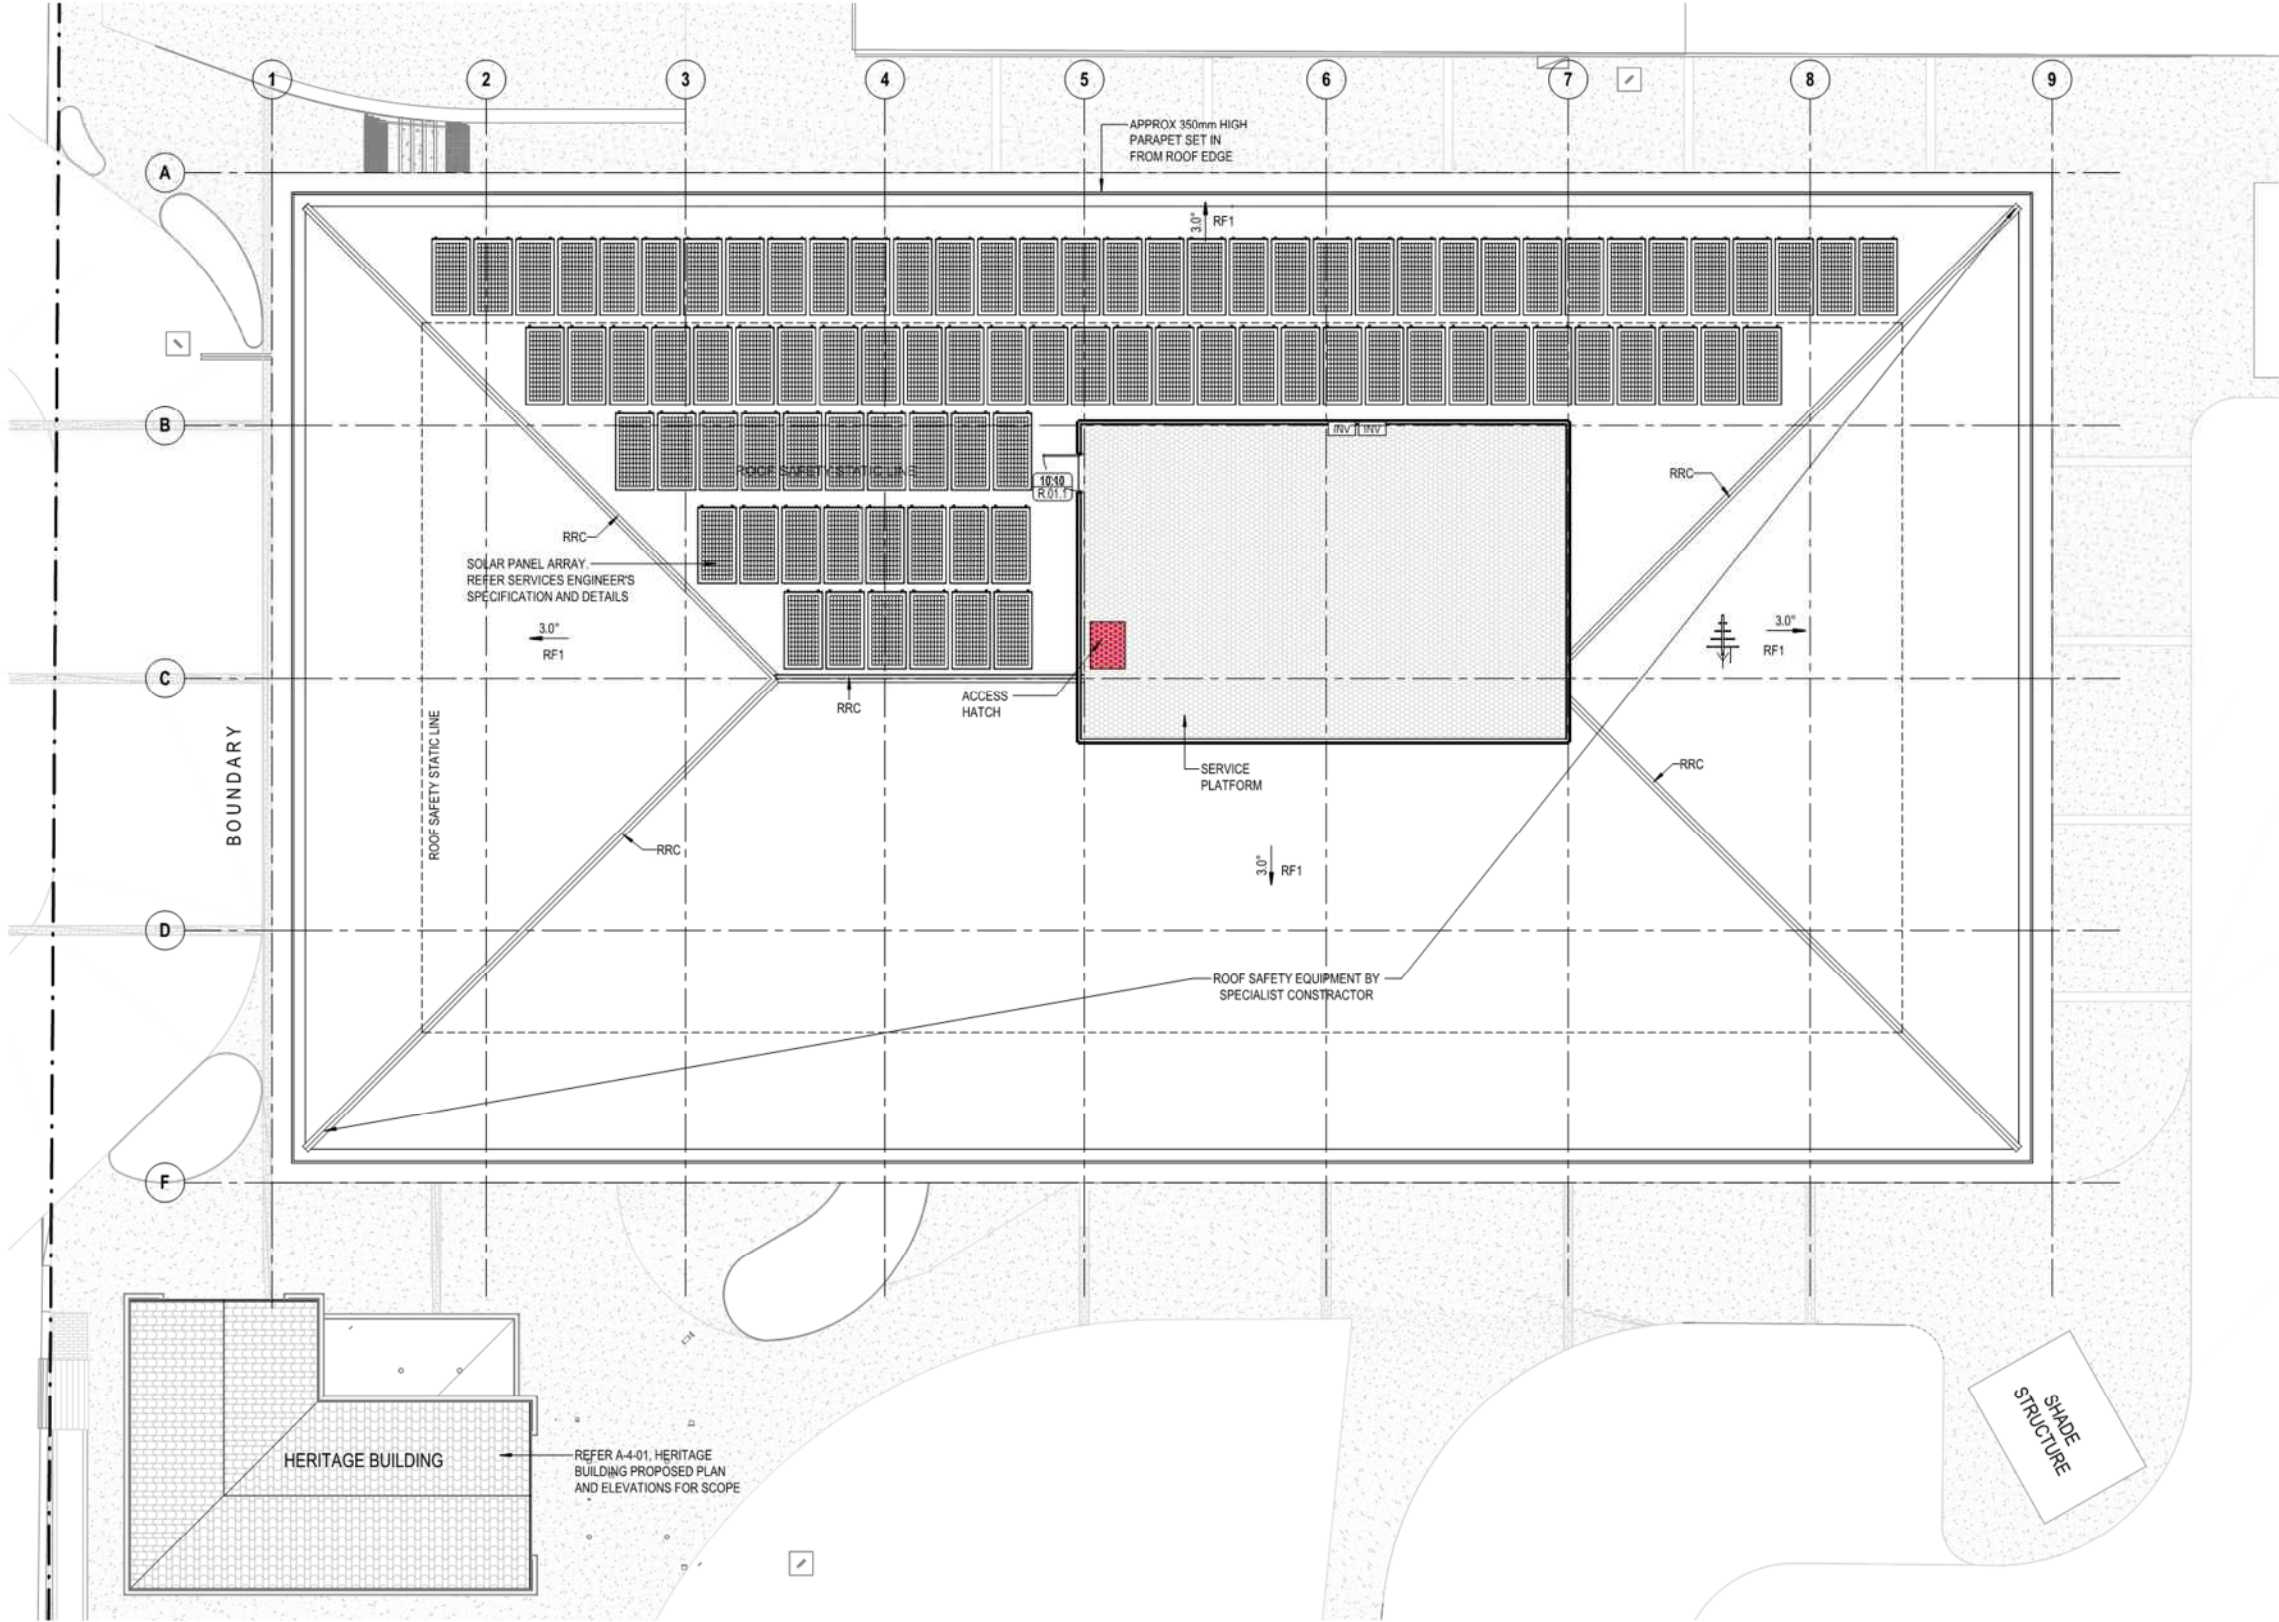 1
2
3
4
5
6
7
8
9
APPROX 350mm HIGH
PARAPET SET IN
FROM ROOF EDGE
A
3.0°
RF1
B
INV
INV
ROOF SAFETY STATIC LINE
10:10
R.01.1
RRC
RRC
SOLAR PANEL ARRAY.
REFER SERVICES ENGINEER'S
SPECIFICATION AND DETAILS
3.0°
RF1
3.0°
RF1
C
RRC
ACCESS
HATCH
BOUNDARY
ROOF SAFETY STATIC LINE
SERVICE
PLATFORM
RRC
RRC
3.0°
RF1
D
ROOF SAFETY EQUIPMENT BY
SPECIALIST CONSTRACTOR
F
HERITAGE BUILDING
REFER A-4-01, HERITAGE
BUILDING PROPOSED PLAN
AND ELEVATIONS FOR SCOPE
SHADE
STRUCTURE